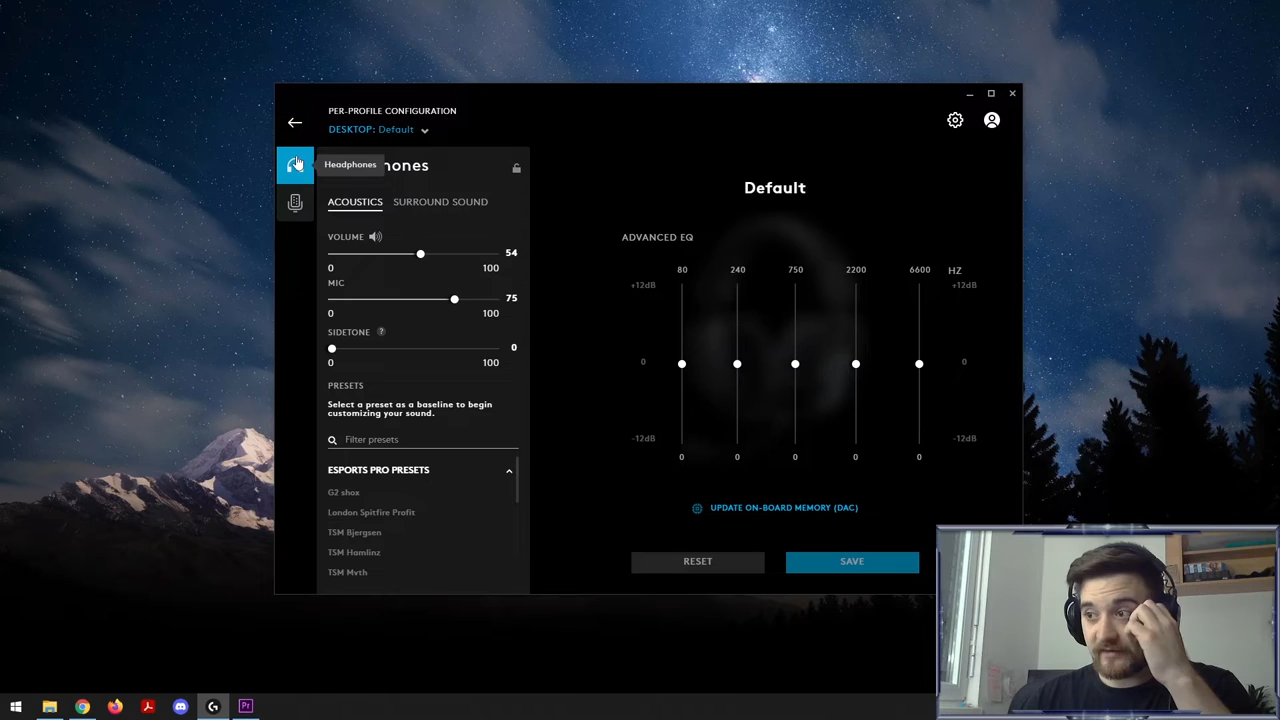 PER-PROFILE CONFIGURATION
DESKTOP: Default
Headphones
hones
ACOUSTICS
SURROUND SOUND
VOLUME
54
0
100
MIC
75
0
100
SIDETONE ?
0
0
100
PRESETS
Select a preset as a baseline to begin
customizing your sound.
Filter presets
ESPORTS PRO PRESETS
G2 shox
London Spitfire Profit
TSM Bjergsen
TSM Hamlinz
TSM Myth
Default
ADVANCED EQ
80 240 750 2200 6600 HZ
+12dB +12dB
0 0
-12dB -12dB
0 0 0 0 0
UPDATE ON-BOARD MEMORY (DAC)
RESET
SAVE
Pr